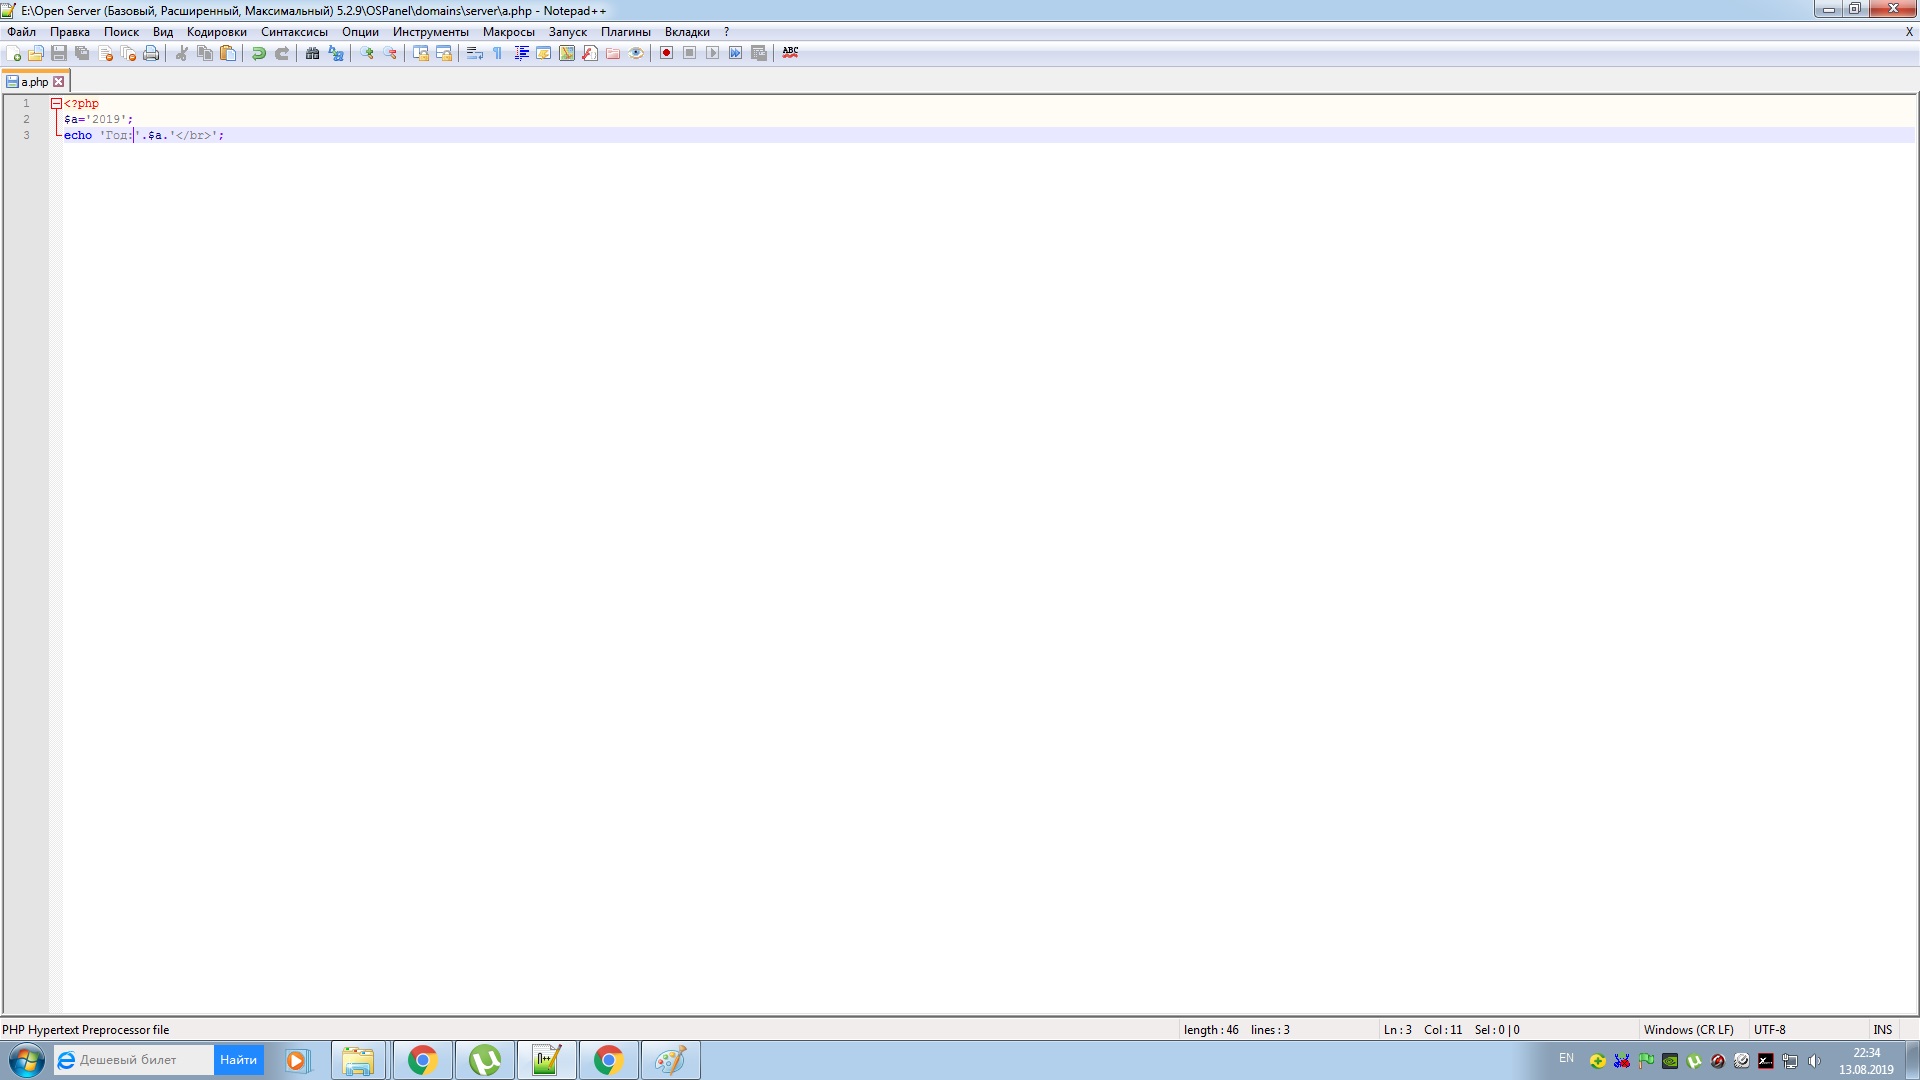 E:\Open Server (Базовый, Расширенный, Максимальный) 5.2.9\OSPanel\domains\server\a.php - Notepad++
Файл Правка Поиск Вид Кодировки Синтаксисы Опции Инструменты Макросы Запуск Плагины Вкладки ? X
ABC
a.php
1 <?php
2 $a='2019';
3 echo 'Год:'.$a.'</br>';
PHP Hypertext Preprocessor file length : 46 lines : 3 Ln : 3 Col : 11 Sel : 0 | 0 Windows (CR LF) UTF-8 INS
Дешевый билет Найти EN 22:34
13.08.2019